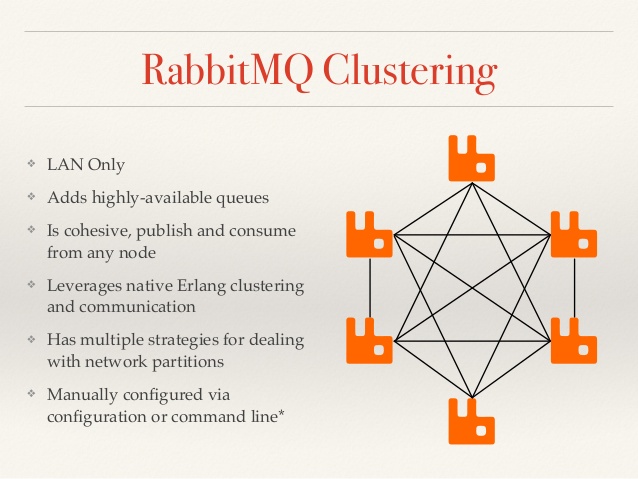 RabbitMQ Clustering
LAN Only
Adds highly-available queues
Is cohesive, publish and consume
from any node
Leverages native Erlang clustering
and communication
Has multiple strategies for dealing
with network partitions
Manually configured via
configuration or command line*